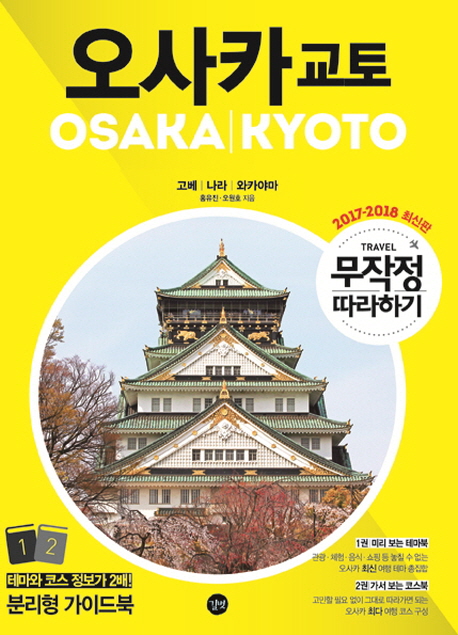 오사카 교토
OSAKA | KYOTO
고베 | 나라 | 와카야마
홍유진 · 오원호 지음
2017-2018 최신판
TRAVEL
무작정
따라하기
1권 | 미리 보는 테마북
관광 · 체험 · 음식 · 쇼핑 등 놓칠 수 없는
오사카 최신 여행 테마 총집합
2권 | 가서 보는 코스북
고민할 필요 없이 그대로 따라가면 되는
오사카 최다 여행 코스 구성
1 2
테마와 코스 정보가 2배!
분리형 가이드북
길벗